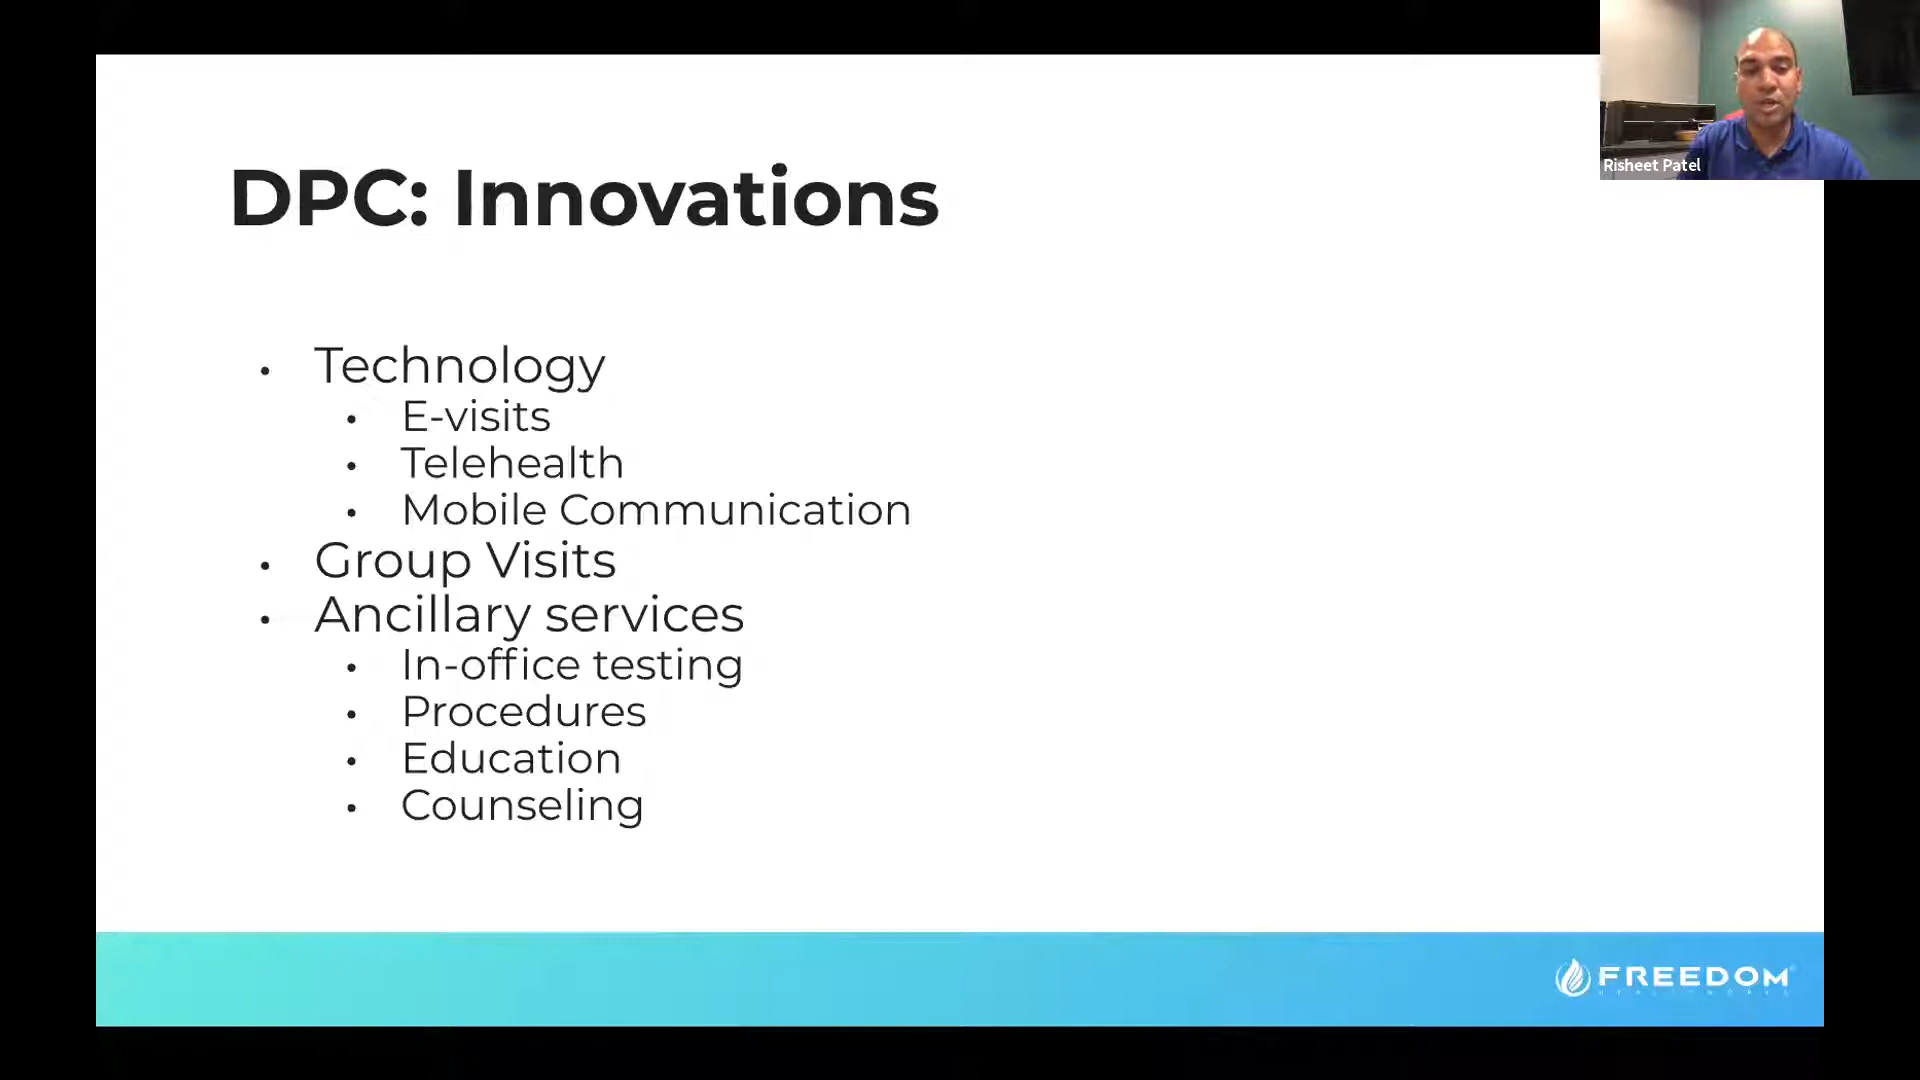 Risheet Patel
DPC: Innovations
• Technology
• E-visits
• Telehealth
• Mobile Communication
• Group Visits
• Ancillary services
• In-office testing
• Procedures
• Education
• Counseling
FREEDOM